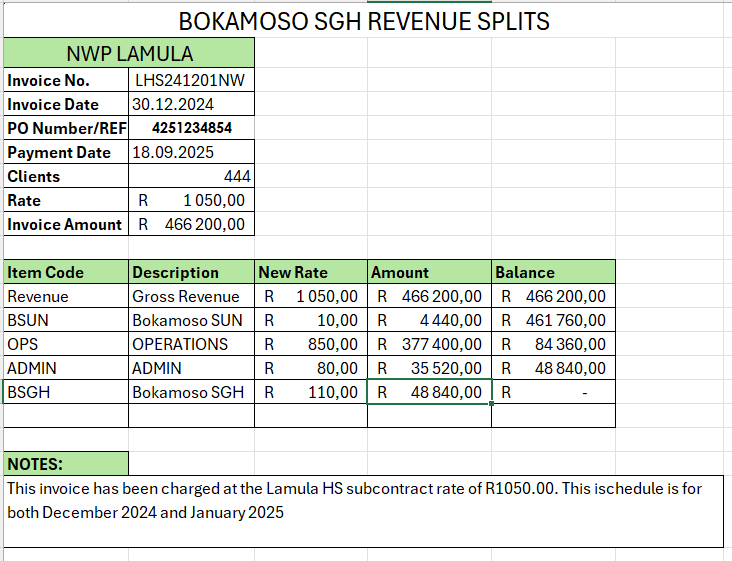 BOKAMOSO SGH REVENUE SPLITS
NWP LAMULA
Invoice No. LHS241201NW
Invoice Date 30.12.2024
PO Number/REF 4251234854
Payment Date 18.09.2025
Clients 444
Rate R 1 050,00
Invoice Amount R 466 200,00
Item Code Description New Rate Amount Balance
Revenue Gross Revenue R 1 050,00 R 466 200,00 R 466 200,00
BSUN Bokamoso SUN R 10,00 R 4 440,00 R 461 760,00
OPS OPERATIONS R 850,00 R 377 400,00 R 84 360,00
ADMIN ADMIN R 80,00 R 35 520,00 R 48 840,00
BSGH Bokamoso SGH R 110,00 R 48 840,00 R -
NOTES:
This invoice has been charged at the Lamula HS subcontract rate of R1050.00. This ischedule is for
both December 2024 and January 2025